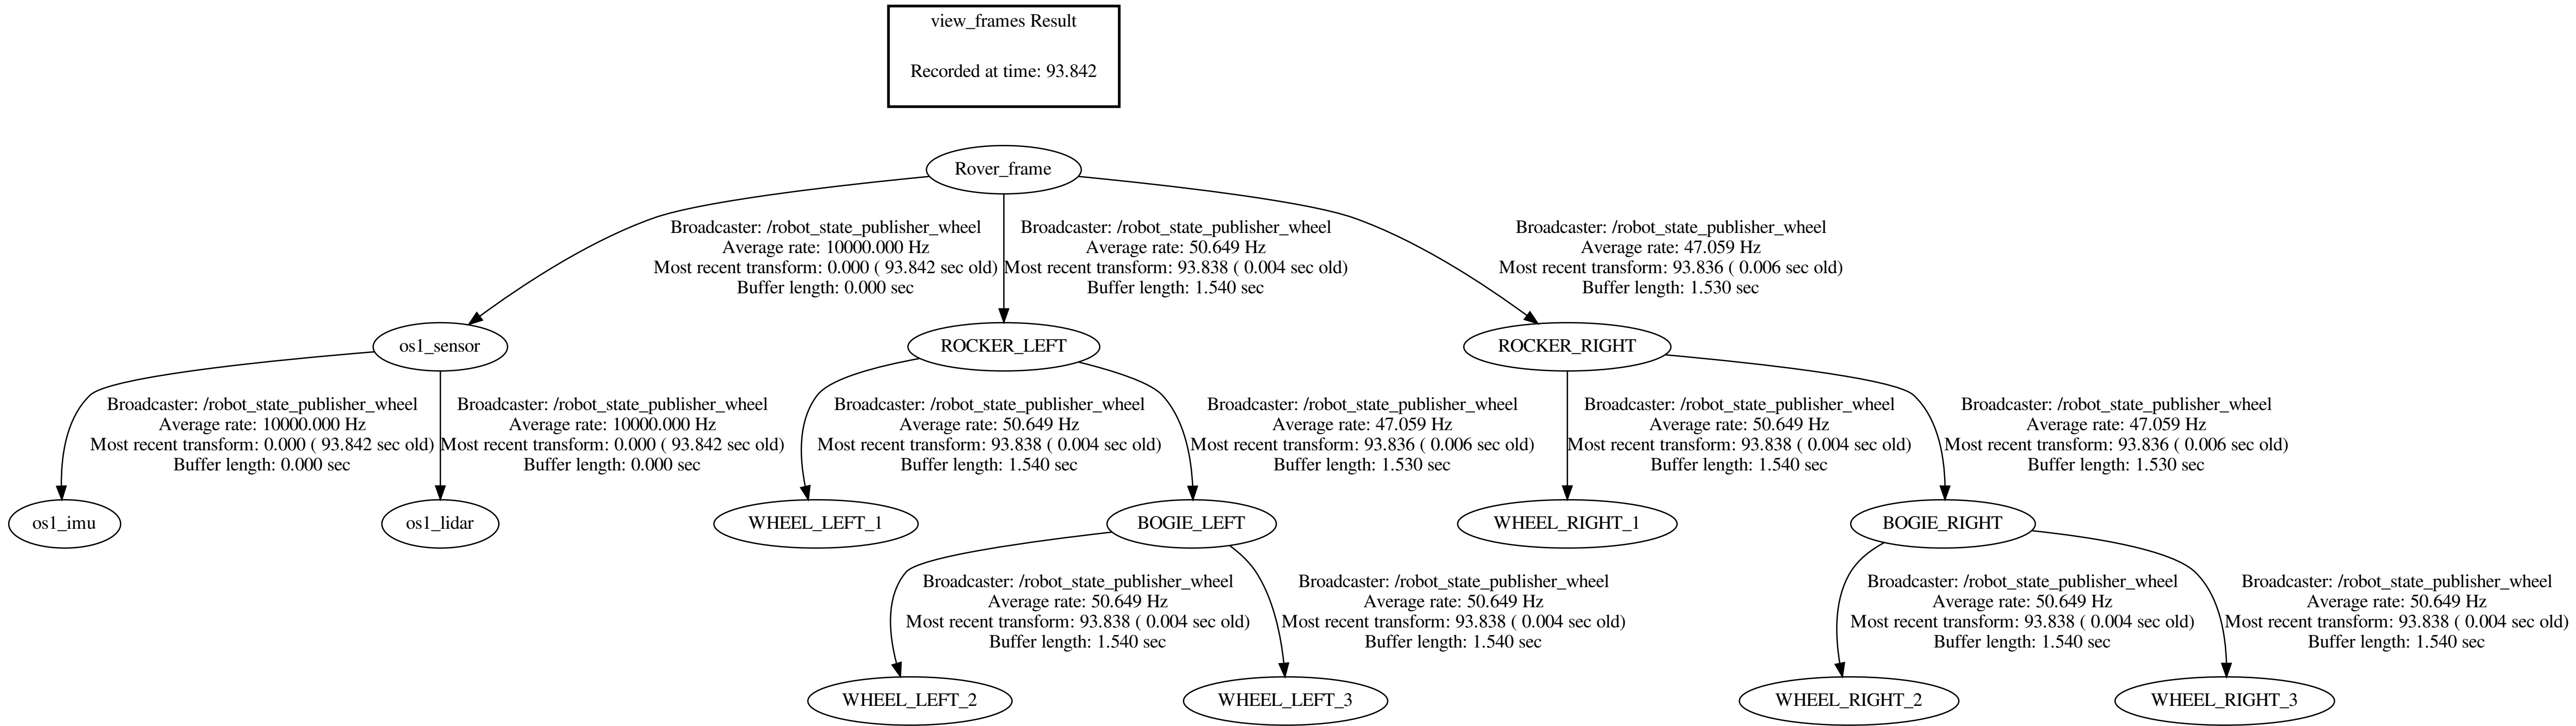 view_frames Result
Recorded at time: 93.842
Rover_frame
Broadcaster: /robot_state_publisher_wheel
Average rate: 10000.000 Hz
Most recent transform: 0.000 ( 93.842 sec old)
Buffer length: 0.000 sec
Broadcaster: /robot_state_publisher_wheel
Average rate: 50.649 Hz
Most recent transform: 93.838 ( 0.004 sec old)
Buffer length: 1.540 sec
Broadcaster: /robot_state_publisher_wheel
Average rate: 47.059 Hz
Most recent transform: 93.836 ( 0.006 sec old)
Buffer length: 1.530 sec
os1_sensor
ROCKER_LEFT
ROCKER_RIGHT
Broadcaster: /robot_state_publisher_wheel
Average rate: 10000.000 Hz
Most recent transform: 0.000 ( 93.842 sec old)
Buffer length: 0.000 sec
Broadcaster: /robot_state_publisher_wheel
Average rate: 10000.000 Hz
Most recent transform: 0.000 ( 93.842 sec old)
Buffer length: 0.000 sec
Broadcaster: /robot_state_publisher_wheel
Average rate: 50.649 Hz
Most recent transform: 93.838 ( 0.004 sec old)
Buffer length: 1.540 sec
Broadcaster: /robot_state_publisher_wheel
Average rate: 47.059 Hz
Most recent transform: 93.836 ( 0.006 sec old)
Buffer length: 1.530 sec
Broadcaster: /robot_state_publisher_wheel
Average rate: 50.649 Hz
Most recent transform: 93.838 ( 0.004 sec old)
Buffer length: 1.540 sec
Broadcaster: /robot_state_publisher_wheel
Average rate: 47.059 Hz
Most recent transform: 93.836 ( 0.006 sec old)
Buffer length: 1.530 sec
os1_imu
os1_lidar
WHEEL_LEFT_1
BOGIE_LEFT
WHEEL_RIGHT_1
BOGIE_RIGHT
Broadcaster: /robot_state_publisher_wheel
Average rate: 50.649 Hz
Most recent transform: 93.838 ( 0.004 sec old)
Buffer length: 1.540 sec
Broadcaster: /robot_state_publisher_wheel
Average rate: 50.649 Hz
Most recent transform: 93.838 ( 0.004 sec old)
Buffer length: 1.540 sec
Broadcaster: /robot_state_publisher_wheel
Average rate: 50.649 Hz
Most recent transform: 93.838 ( 0.004 sec old)
Buffer length: 1.540 sec
Broadcaster: /robot_state_publisher_wheel
Average rate: 50.649 Hz
Most recent transform: 93.838 ( 0.004 sec old)
Buffer length: 1.540 sec
WHEEL_LEFT_2
WHEEL_LEFT_3
WHEEL_RIGHT_2
WHEEL_RIGHT_3